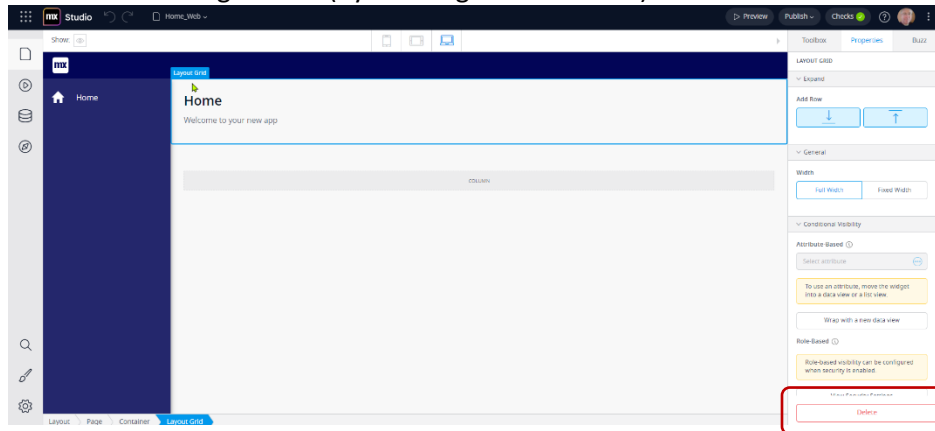 mx Studio Home_Web Preview Publish Checks
Show: Toolbox Properties Buzz
mx
LAYOUT GRID
Layout Grid
Expand
Home
Home
Add Row
Welcome to your new app
General
COLUMN
Width
Full Width Fixed Width
Conditional Visibility
Attribute-Based
Select attribute
To use an attribute, move the widget
into a data view or a list view.
Wrap with a new data view
Role-Based
Role-based visibility can be configured
when security is enabled.
View Security Settings
Delete
Layout Page Container Layout Grid